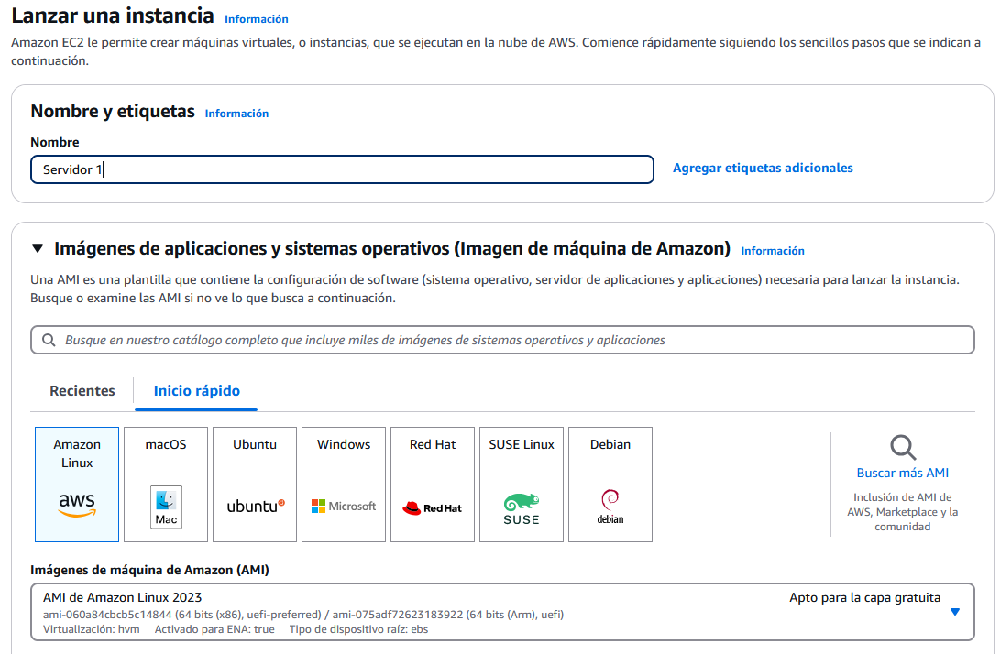 Lanzar una instancia Información
Amazon EC2 le permite crear máquinas virtuales, o instancias, que se ejecutan en la nube de AWS. Comience rápidamente siguiendo los sencillos pasos que se indican a
continuación.
Nombre y etiquetas Información
Nombre
Servidor 1
Agregar etiquetas adicionales
Imágenes de aplicaciones y sistemas operativos (Imagen de máquina de Amazon) Información
Una AMI es una plantilla que contiene la configuración de software (sistema operativo, servidor de aplicaciones y aplicaciones) necesaria para lanzar la instancia.
Busque o examine las AMI si no ve lo que busca a continuación.
Busque en nuestro catálogo completo que incluye miles de imágenes de sistemas operativos y aplicaciones
Recientes
Inicio rápido
Amazon
Linux
aws
macOS
Mac
Ubuntu
ubuntu
Windows
Microsoft
Red Hat
Red Hat
SUSE Linux
SUSE
Debian
debian
Buscar más AMI
Inclusión de AMI de
AWS, Marketplace y la
comunidad
Imágenes de máquina de Amazon (AMI)
AMI de Amazon Linux 2023
Apto para la capa gratuita
ami-060a84cbcb5c14844 (64 bits (x86), uefi-preferred) / ami-075adf72623183922 (64 bits (Arm), uefi)
Virtualización: hvm Activado para ENA: true Tipo de dispositivo raíz: ebs